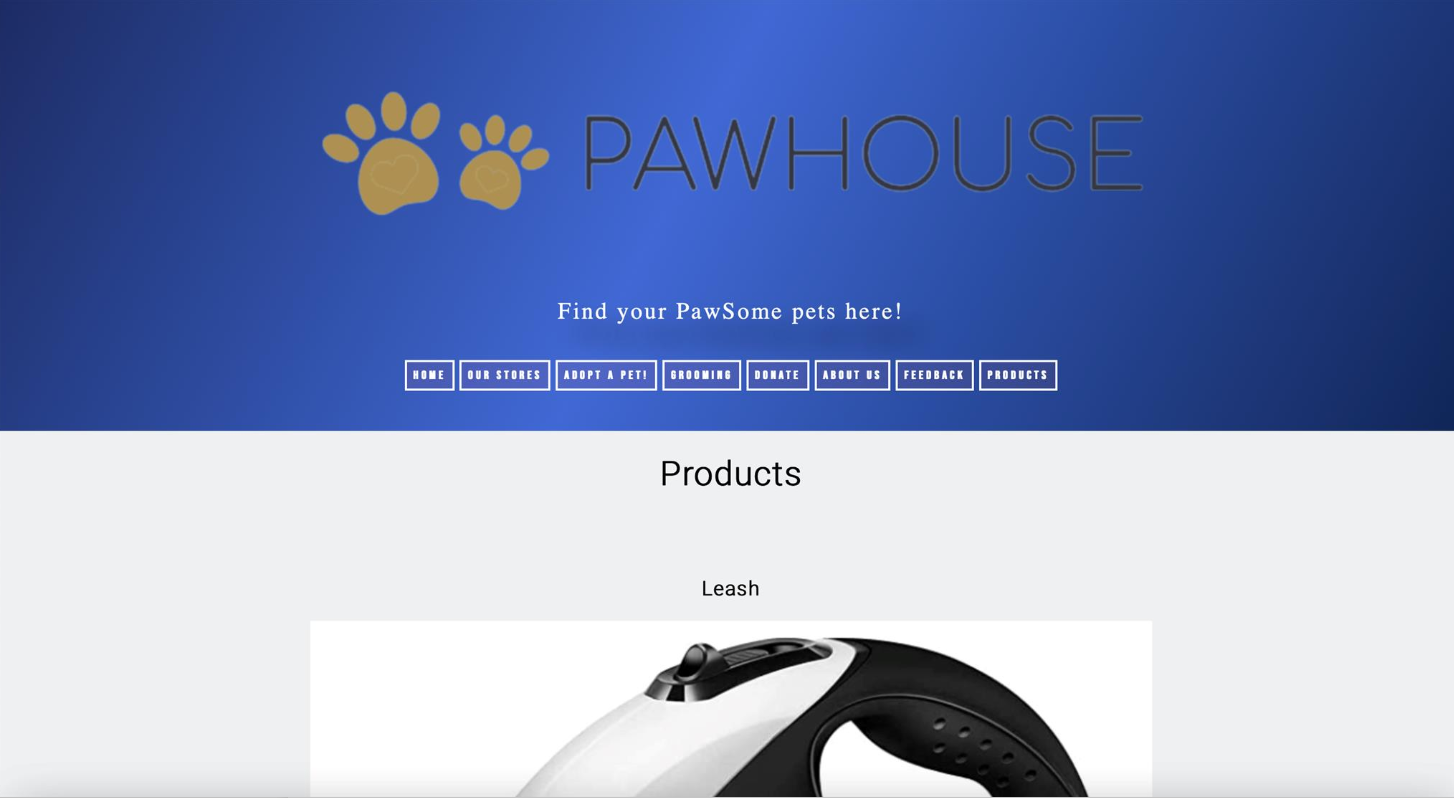 PAWHOUSE
Find your PawSome pets here!
HOME OUR STORES ADOPT A PET! GROOMING DONATE ABOUT US FEEDBACK PRODUCTS
Products
Leash